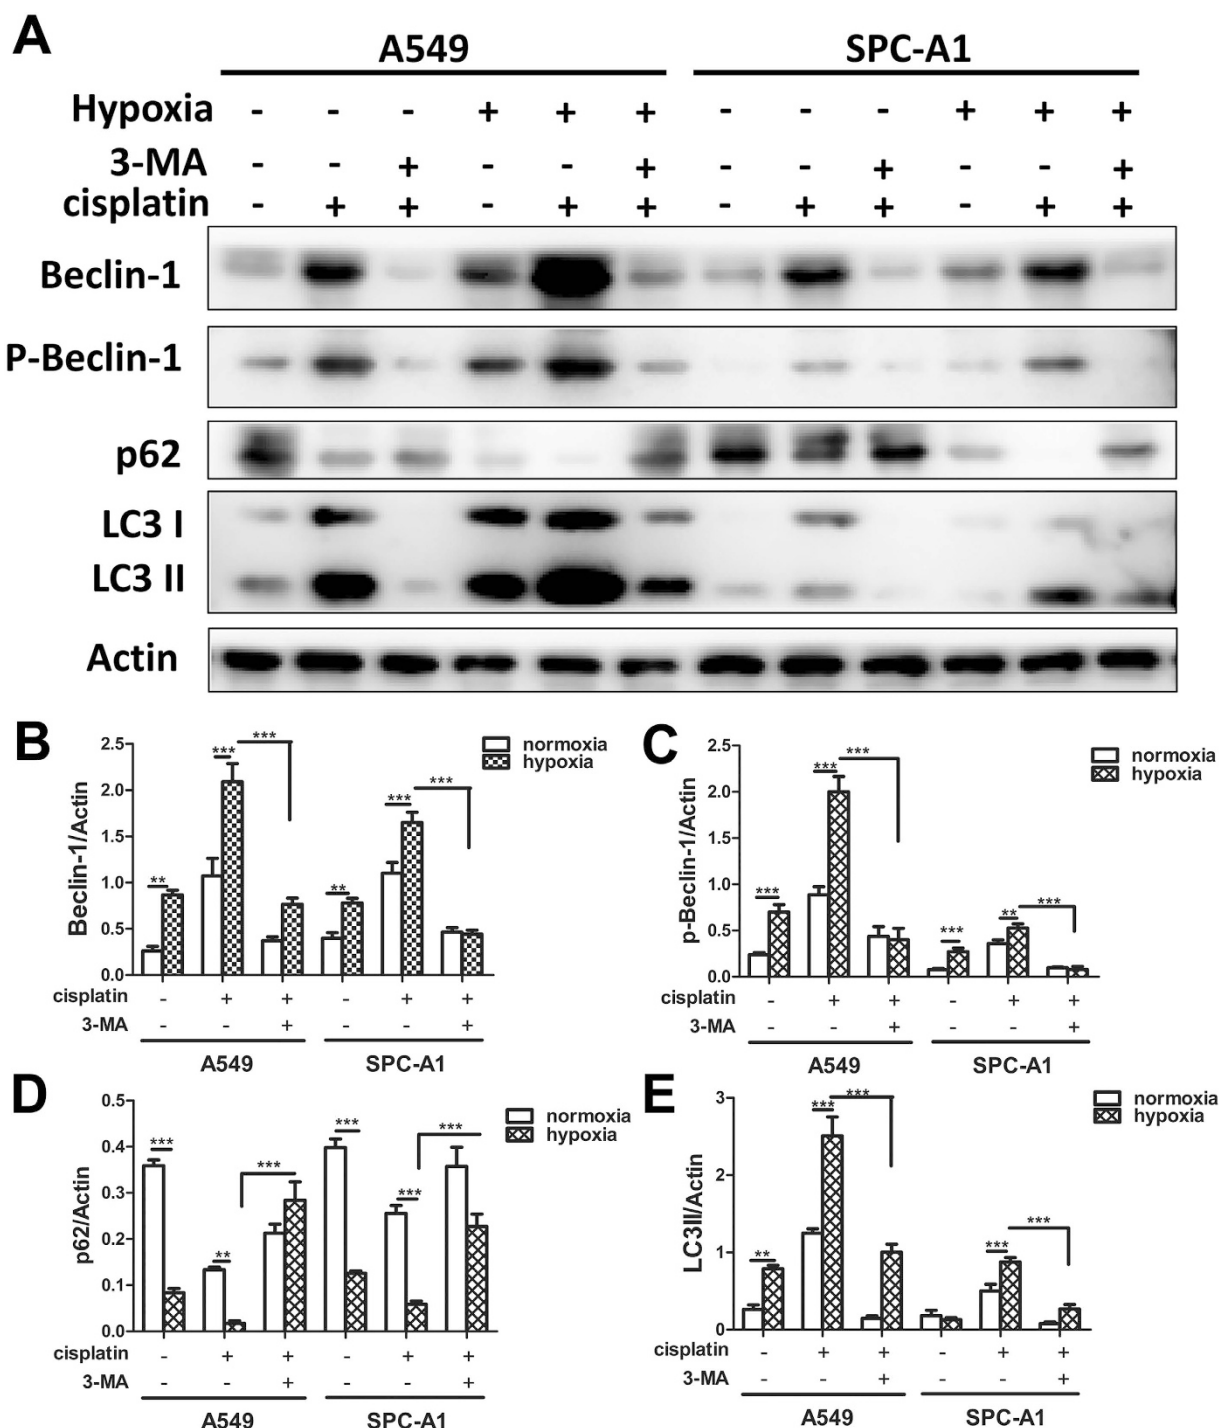 A
A549 SPC-A1
Hypoxia - - - + + + - - - + + +
3-MA - - + - - + - - + - - +
cisplatin - + + - + + - + + - + +
Beclin-1
P-Beclin-1
p62
LC3 I
LC3 II
Actin
B
Beclin-1/Actin
2.5
2.0
1.5
1.0
0.5
0.0
** *** *** ** *** ***
normoxia
hypoxia
cisplatin - + + - + +
3-MA - - + - - +
A549 SPC-A1
C
p-Beclin-1/Actin
2.5
2.0
1.5
1.0
0.5
0.0
*** *** *** *** ** ***
normoxia
hypoxia
cisplatin - + + - + +
3-MA - - + - - +
A549 SPC-A1
D
p62/Actin
0.5
0.4
0.3
0.2
0.1
0.0
*** ** *** *** *** ***
normoxia
hypoxia
cisplatin - + + - + +
3-MA - - + - - +
A549 SPC-A1
E
LC3II/Actin
3
2
1
0
** *** *** *** ***
normoxia
hypoxia
cisplatin - + + - + +
3-MA - - + - - +
A549 SPC-A1